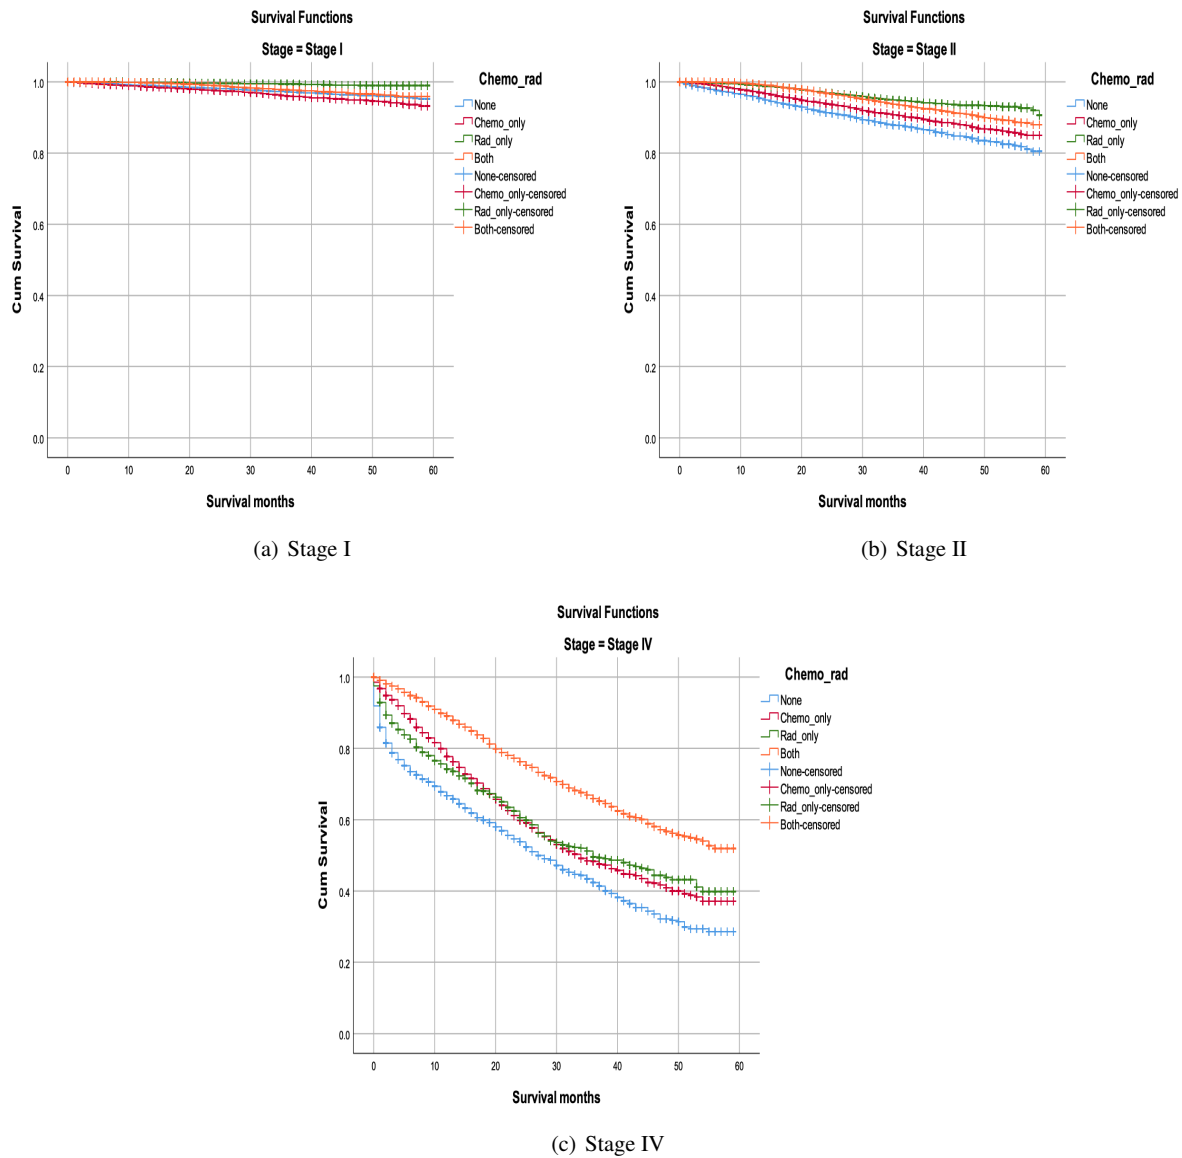 Survival Functions
Stage = Stage I
Chemo_rad
None
Chemo_only
Rad_only
Both
None-censored
Chemo_only-censored
Rad_only-censored
Both-censored
1.0
0.8
0.6
0.4
0.2
0.0
Cum Survival
0 10 20 30 40 50 60
Survival months
(a) Stage I
Survival Functions
Stage = Stage II
Chemo_rad
None
Chemo_only
Rad_only
Both
None-censored
Chemo_only-censored
Rad_only-censored
Both-censored
1.0
0.8
0.6
0.4
0.2
0.0
Cum Survival
0 10 20 30 40 50 60
Survival months
(b) Stage II
Survival Functions
Stage = Stage IV
Chemo_rad
None
Chemo_only
Rad_only
Both
None-censored
Chemo_only-censored
Rad_only-censored
Both-censored
1.0
0.8
0.6
0.4
0.2
0.0
Cum Survival
0 10 20 30 40 50 60
Survival months
(c) Stage IV